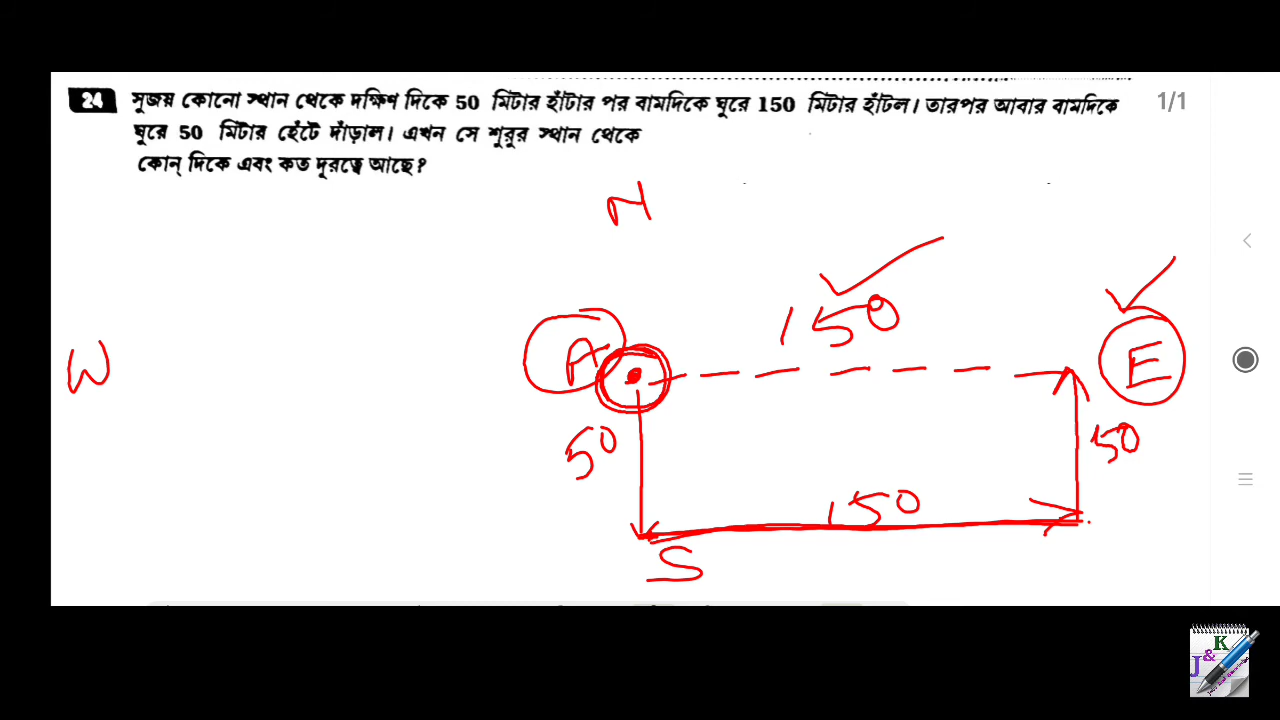 24 সুজয় কোনো স্থান থেকে দক্ষিণ দিকে 50 মিটার হাঁটার পর বামদিকে ঘুরে 150 মিটার হাঁটল। তারপর আবার বামদিকে
1/1
ঘুরে 50 মিটার হেঁটে দাঁড়াল। এখন সে শুরুর স্থান থেকে
কোন্ দিকে এবং কত দূরত্বে আছে?
N
150
W
A
E
50
50
150
S
J&K